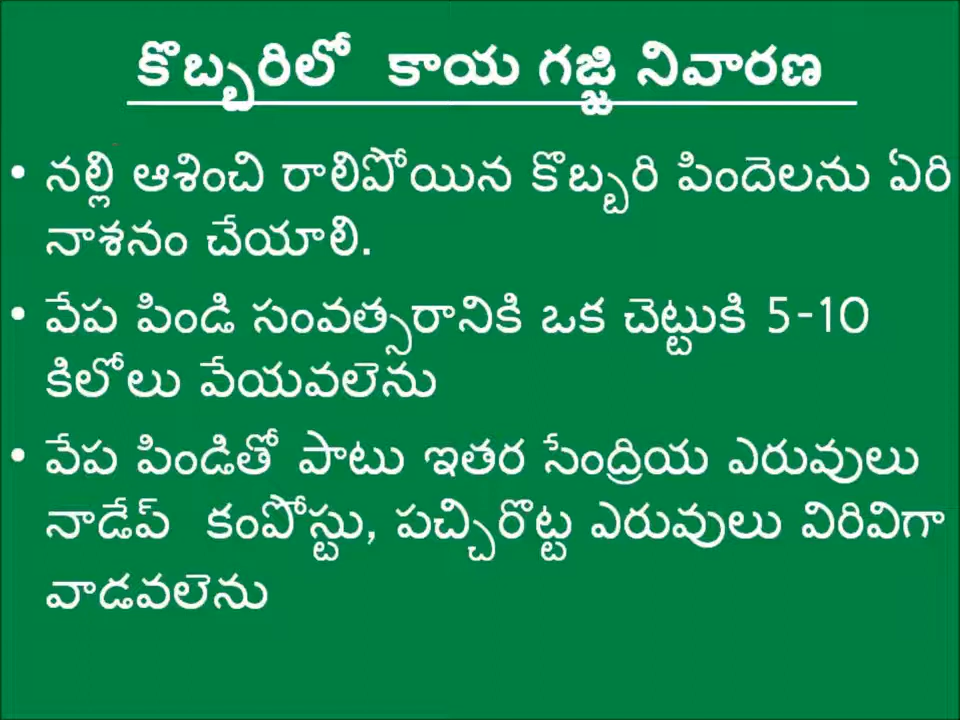 కొబ్బరిలో కాయ గజ్జి నివారణ
• నల్లి ఆశించి రాలిపోయిన కొబ్బరి పిందెలను ఏరి
నాశనం చేయాలి.
• వేప పిండి సంవత్సరానికి ఒక చెట్టుకి 5-10
కిలోలు వేయవలెను
• వేప పిండితో పాటు ఇతర సేంద్రియ ఎరువులు
నాడేప్ కంపోస్టు, పచ్చిరొట్ట ఎరువులు విరివిగా
వాడవలెను